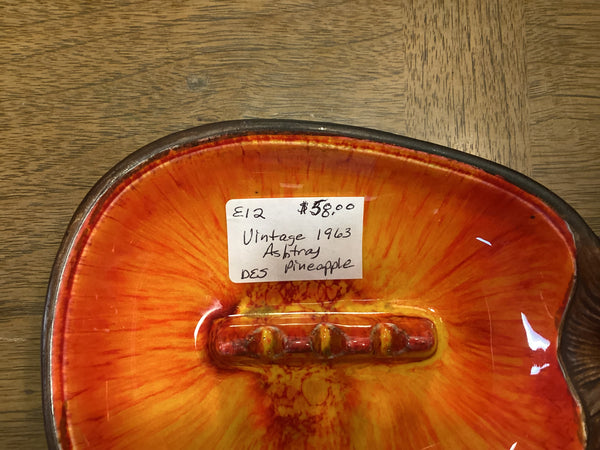 E12 $58.00
Vintage 1963
Ashtray
DES Pineapple